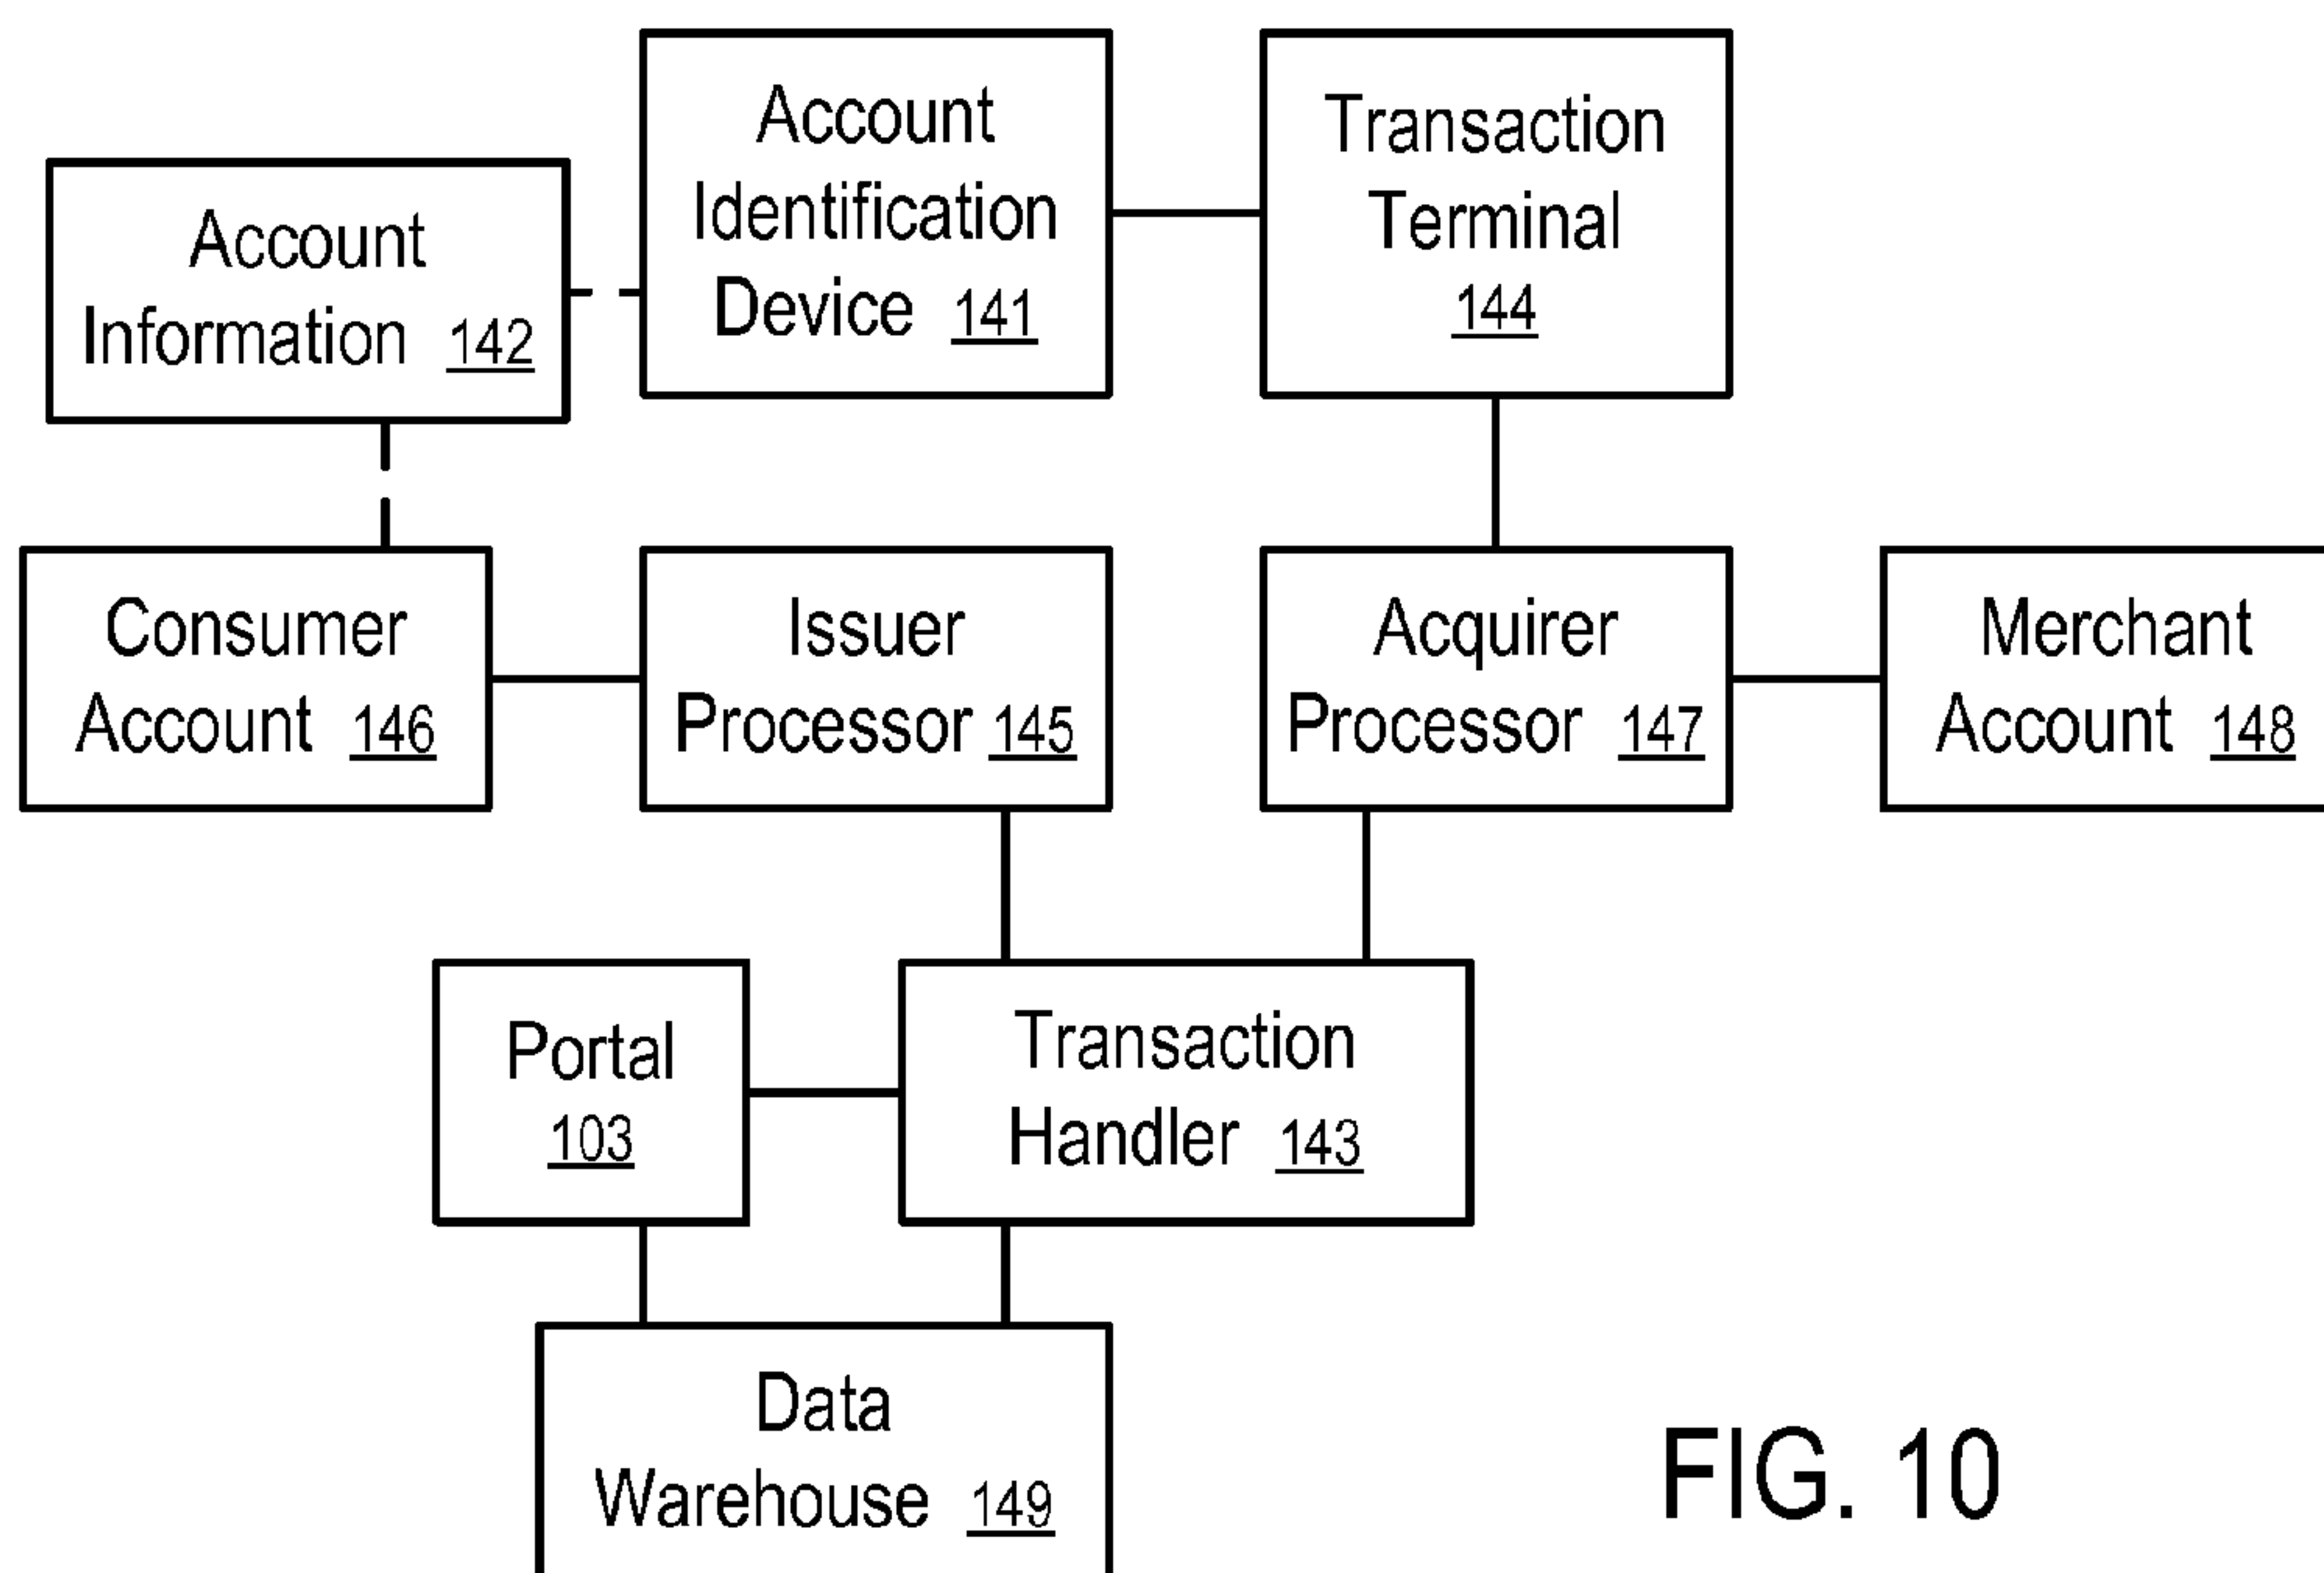 Account
Identification
Device 141
Transaction
Terminal
144
Account
Information 142
Consumer
Account 146
Issuer
Processor 145
Acquirer
Processor 147
Merchant
Account 148
Portal
103
Transaction
Handler 143
Data
Warehouse 149
FIG. 10